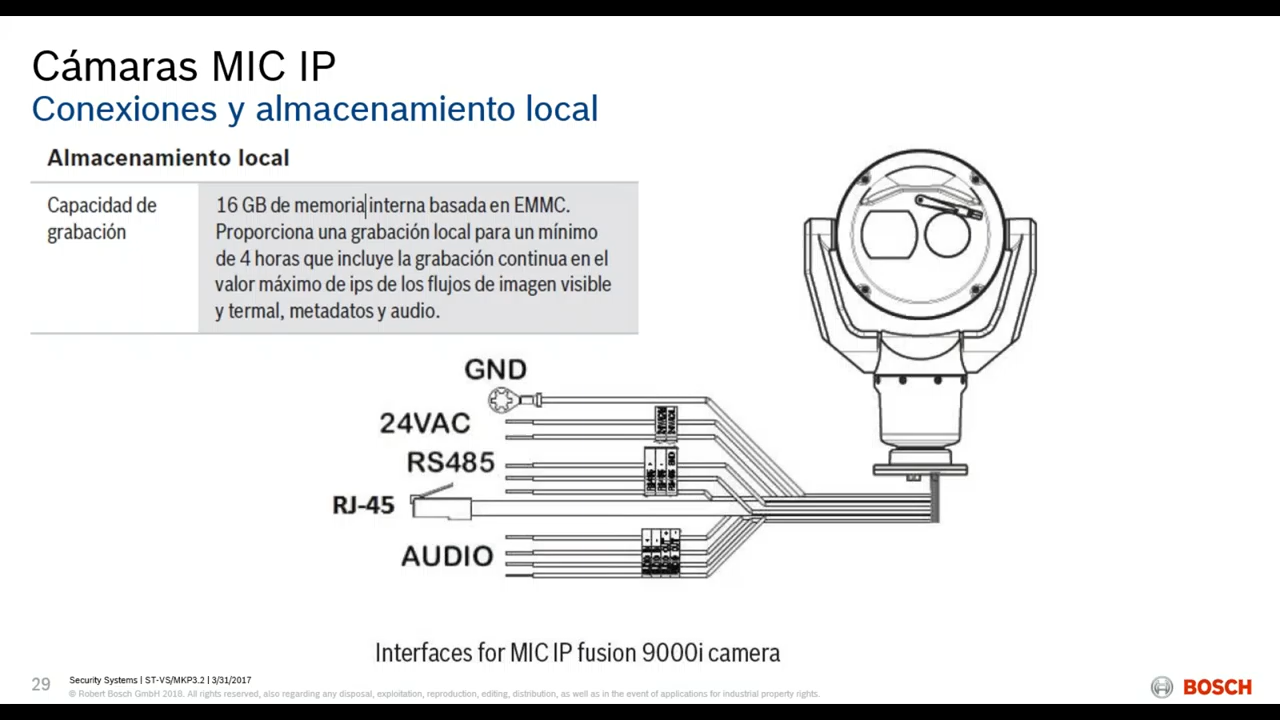 Cámaras MIC IP
Conexiones y almacenamiento local
Almacenamiento local
Capacidad de
grabación
16 GB de memoria interna basada en EMMC.
Proporciona una grabación local para un mínimo
de 4 horas que incluye la grabación continua en el
valor máximo de ips de los flujos de imagen visible
y termal, metadatos y audio.
GND
24VAC
RS485
RJ-45
AUDIO
Interfaces for MIC IP fusion 9000i camera
29
Security Systems | ST-VS/MKP3.2 | 3/31/2017
© Robert Bosch GmbH 2018. All rights reserved, also regarding any disposal, exploitation, reproduction, editing, distribution, as well as in the event of applications for industrial property rights.
BOSCH